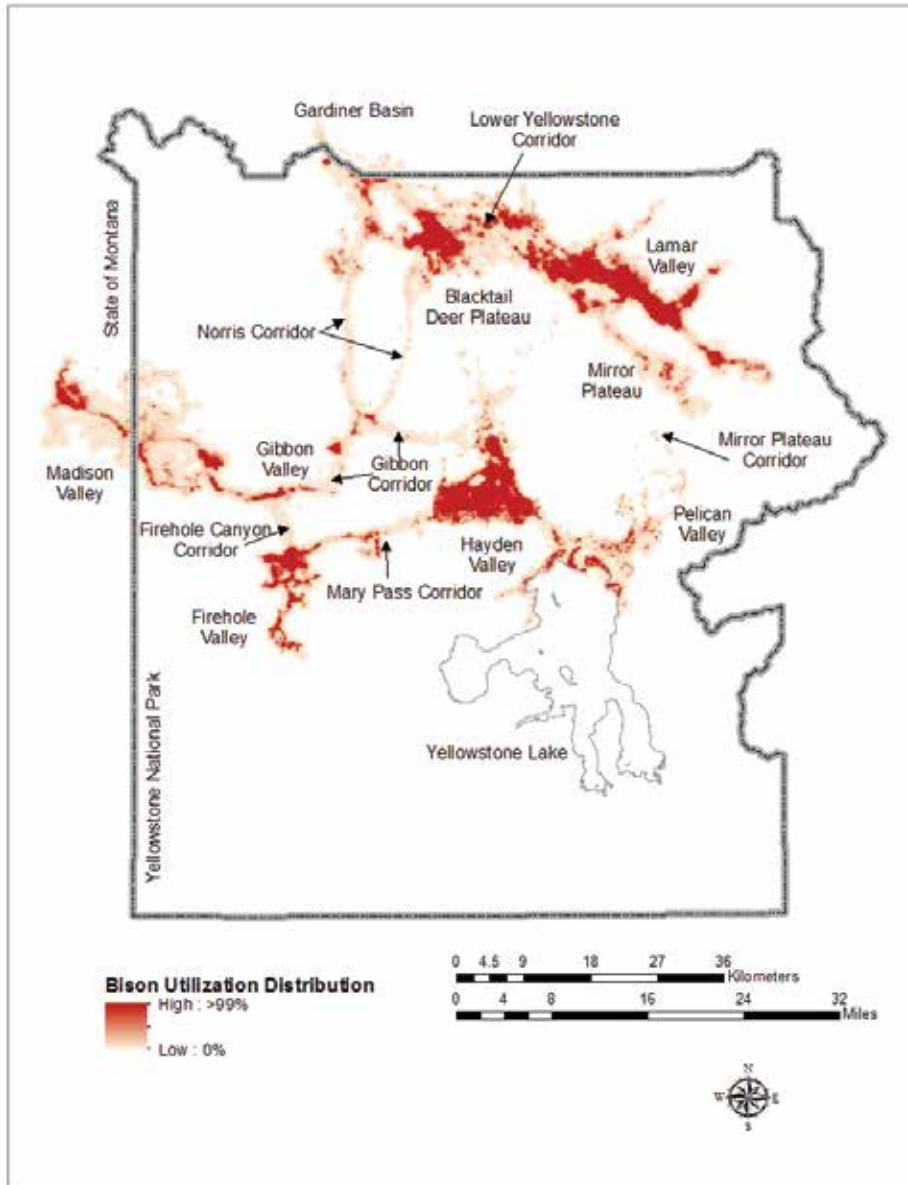 Gardiner Basin
Lower Yellowstone
Corridor
State of Montana
Lamar
Valley
Blacktail
Deer Plateau
Norris Corridor
Mirror
Plateau
Mirror Plateau
Corridor
Gibbon
Valley
Gibbon
Corridor
Madison
Valley
Pelican
Valley
Firehole Canyon
Corridor
Hayden
Valley
Mary Pass Corridor
Firehole
Valley
Yellowstone National Park
Yellowstone Lake
Bison Utilization Distribution
High : >99%
Low : 0%
0 4.5 9 18 27 36
Kilometers
0 4 8 16 24 32
Miles
N
W E
S